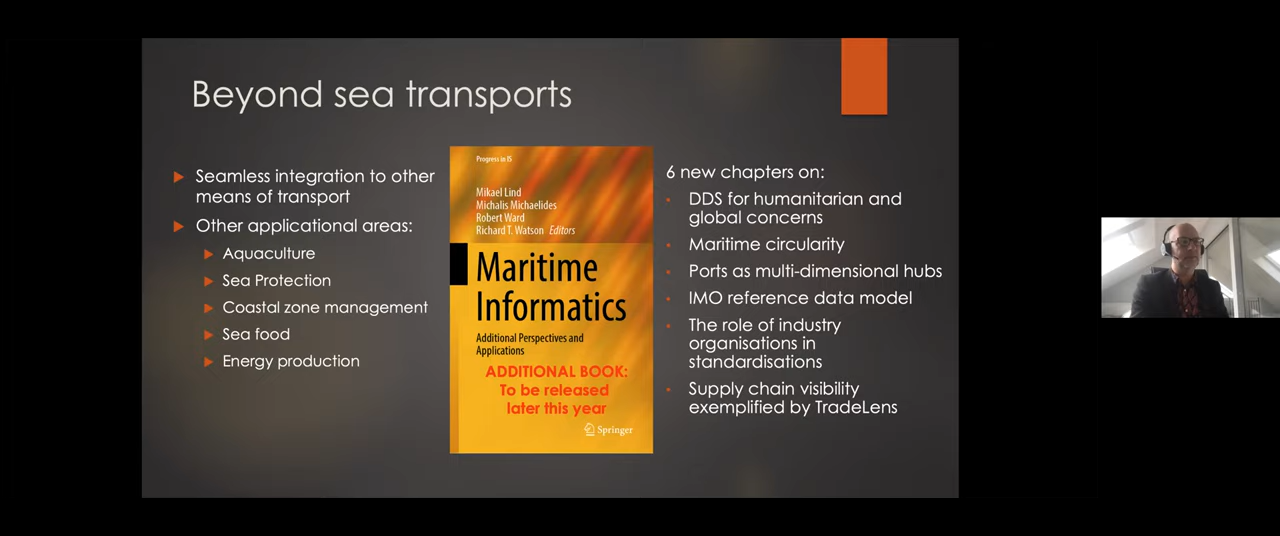 Beyond sea transports
Seamless integration to other
means of transport
Other applicational areas:
Aquaculture
Sea Protection
Coastal zone management
Sea food
Energy production
Progress in IS
Mikael Lind
Michalis Michaelides
Robert Ward
Richard T. Watson Editors
Maritime
Informatics
Additional Perspectives and
Applications
ADDITIONAL BOOK:
To be released
later this year
Springer
6 new chapters on:
DDS for humanitarian and
global concerns
Maritime circularity
Ports as multi-dimensional hubs
IMO reference data model
The role of industry
organisations in
standardisations
Supply chain visibility
exemplified by TradeLens